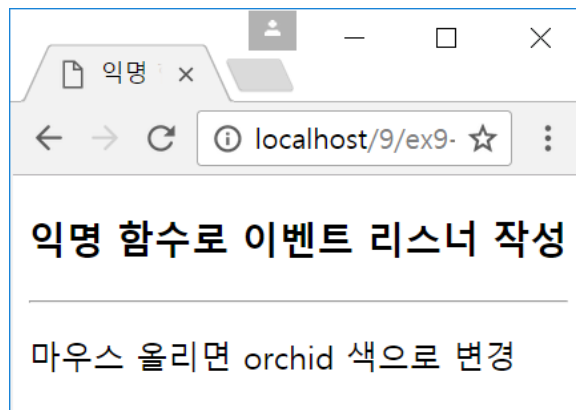 익명
localhost/9/ex9-
익명 함수로 이벤트 리스너 작성
마우스 올리면 orchid 색으로 변경